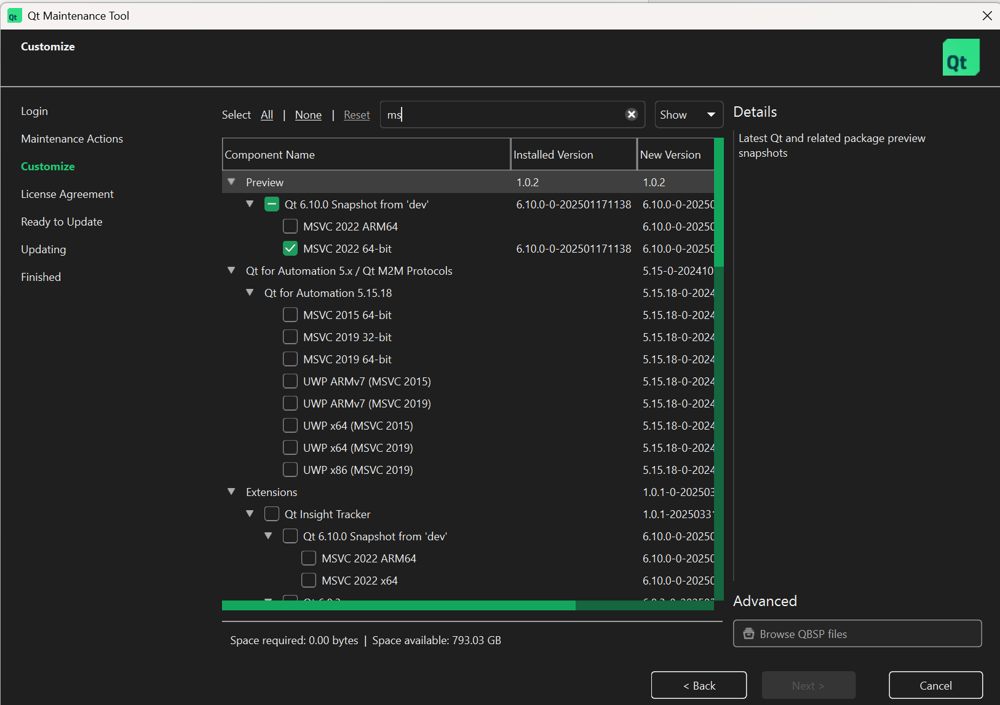 Qt Maintenance Tool
Customize
Qt
Login
Maintenance Actions
Customize
License Agreement
Ready to Update
Updating
Finished
Select All | None | Reset
ms
Show
Component Name Installed Version New Version
Preview 1.0.2 1.0.2
Qt 6.10.0 Snapshot from 'dev' 6.10.0-0-202501171138 6.10.0-0-20250
MSVC 2022 ARM64 6.10.0-0-20250
MSVC 2022 64-bit 6.10.0-0-202501171138 6.10.0-0-20250
Qt for Automation 5.x / Qt M2M Protocols 5.15-0-202410
Qt for Automation 5.15.18 5.15.18-0-2024
MSVC 2015 64-bit 5.15.18-0-2024
MSVC 2019 32-bit 5.15.18-0-2024
MSVC 2019 64-bit 5.15.18-0-2024
UWP ARMv7 (MSVC 2015) 5.15.18-0-2024
UWP ARMv7 (MSVC 2019) 5.15.18-0-2024
UWP x64 (MSVC 2015) 5.15.18-0-2024
UWP x64 (MSVC 2019) 5.15.18-0-2024
UWP x86 (MSVC 2019) 5.15.18-0-2024
Extensions 1.0.1-0-202503
Qt Insight Tracker 1.0.1-20250331
Qt 6.10.0 Snapshot from 'dev' 6.10.0-0-20250
MSVC 2022 ARM64 6.10.0-0-20250
MSVC 2022 x64 6.10.0-0-20250
Space required: 0.00 bytes | Space available: 793.03 GB
Details
Latest Qt and related package preview
snapshots
Advanced
Browse QBSP files
< Back
Next >
Cancel